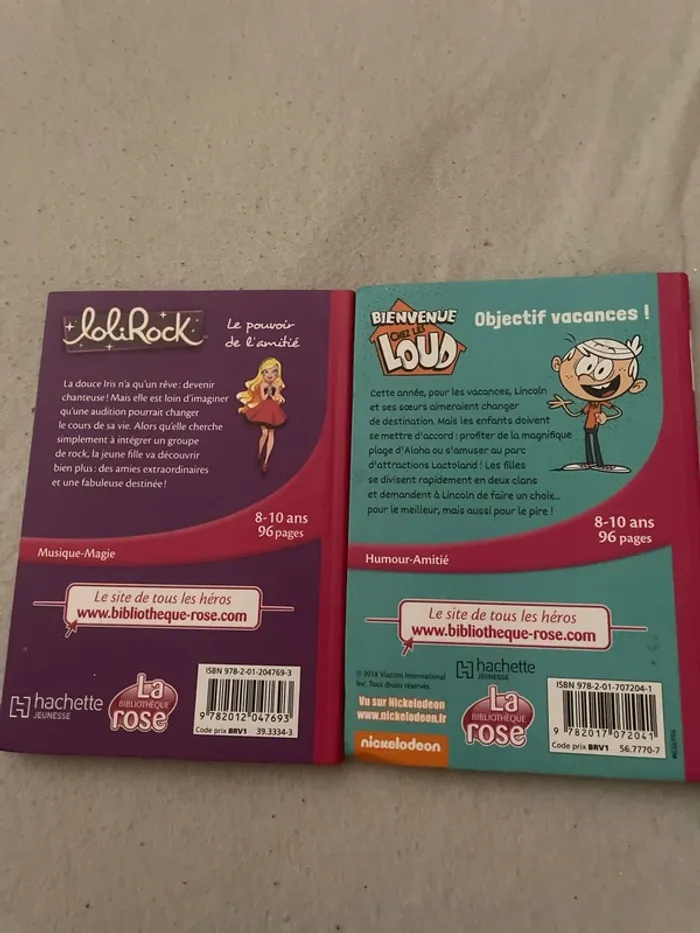 LoliRock
Le pouvoir
de l'amitié
La douce Iris n'a qu'un rêve : devenir
chanteuse ! Mais elle est loin d'imaginer
qu'une audition pourrait changer
le cours de sa vie. Alors qu'elle cherche
simplement à intégrer un groupe
de rock, la jeune fille va découvrir
bien plus : des amies extraordinaires
et une fabuleuse destinée !
8-10 ans
96 pages
Musique-Magie
Le site de tous les héros
www.bibliotheque-rose.com
hachette
JEUNESSE
La
BIBLIOTHÈQUE
rose
ISBN 978-2-01-204769-3
9 782012 047693
Code prix BRV1 39.3334-3
BIENVENUE
CHEZ LES
LOUD
Objectif vacances !
Cette année, pour les vacances, Lincoln
et ses sœurs aimeraient changer
de destination. Mais les enfants doivent
se mettre d'accord : profiter de la magnifique
plage d'Aloha ou s'amuser au parc
d'attractions Lactoland ! Les filles
se divisent rapidement en deux clans
et demandent à Lincoln de faire un choix...
pour le meilleur, mais aussi pour le pire !
8-10 ans
96 pages
Humour-Amitié
Le site de tous les héros
www.bibliotheque-rose.com
© 2018 Viacom International
Inc. Tous droits réservés.
Vu sur Nickelodeon
www.nickelodeon.fr
nickelodeon
hachette
JEUNESSE
La
BIBLIOTHÈQUE
rose
ISBN 978-2-01-707204-1
9 782017 072041
Code prix BRV1 56.7770-7